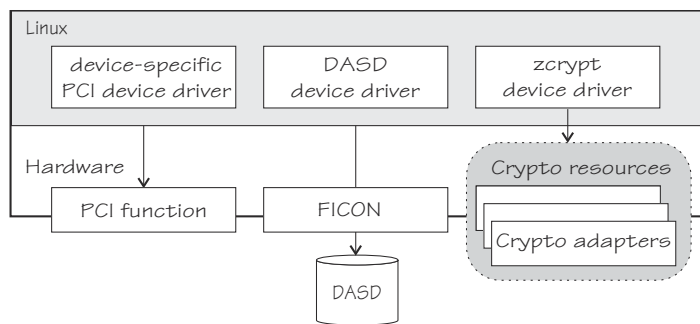 Linux
device-specific
PCI device driver
DASD
device driver
zcrypt
device driver
Hardware
Crypto resources
PCI function
FICON
Crypto adapters
DASD